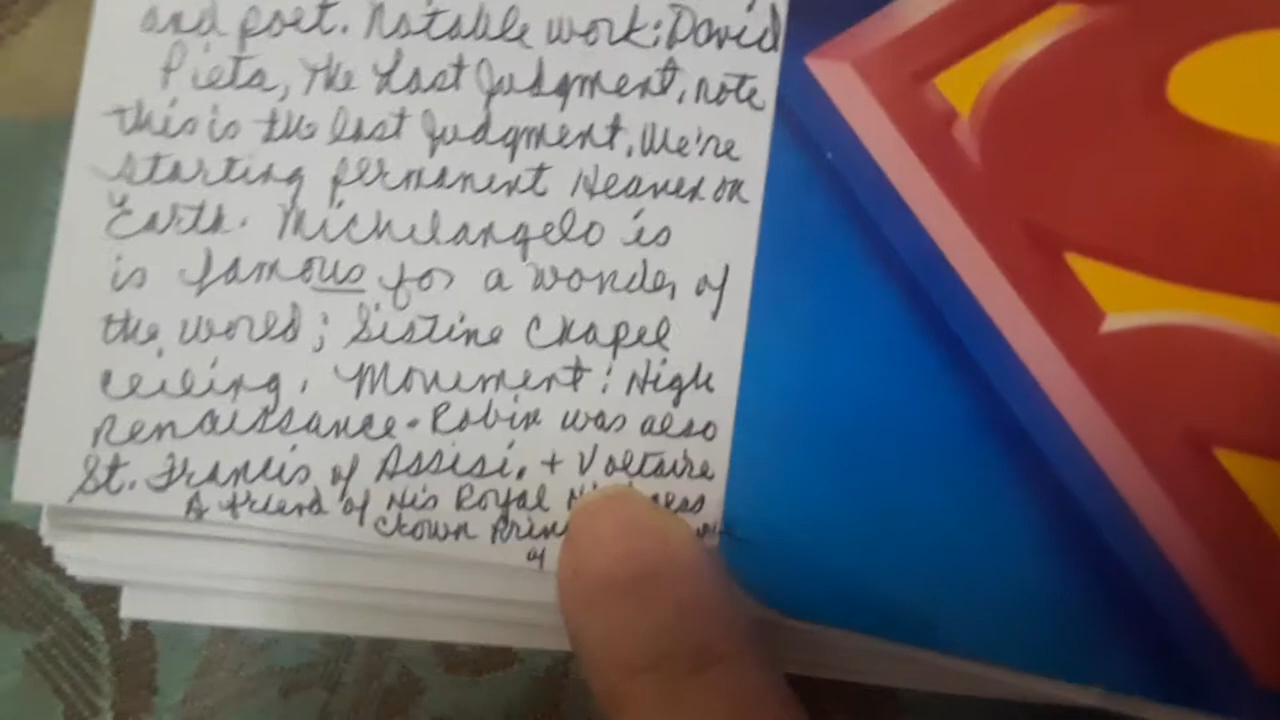 and poet. Notable work: David
Pieta, The Last Judgment, note
this is the last Judgment. We're
starting permanent Heaven on
Earth. Michelangelo is
is famous for a wonder of
the world; Sistine Chapel
ceiling. Movement: High
Renaissance. Robin was also
St. Francis of Assisi. + Voltaire
A friend of His Royal
Crown
of